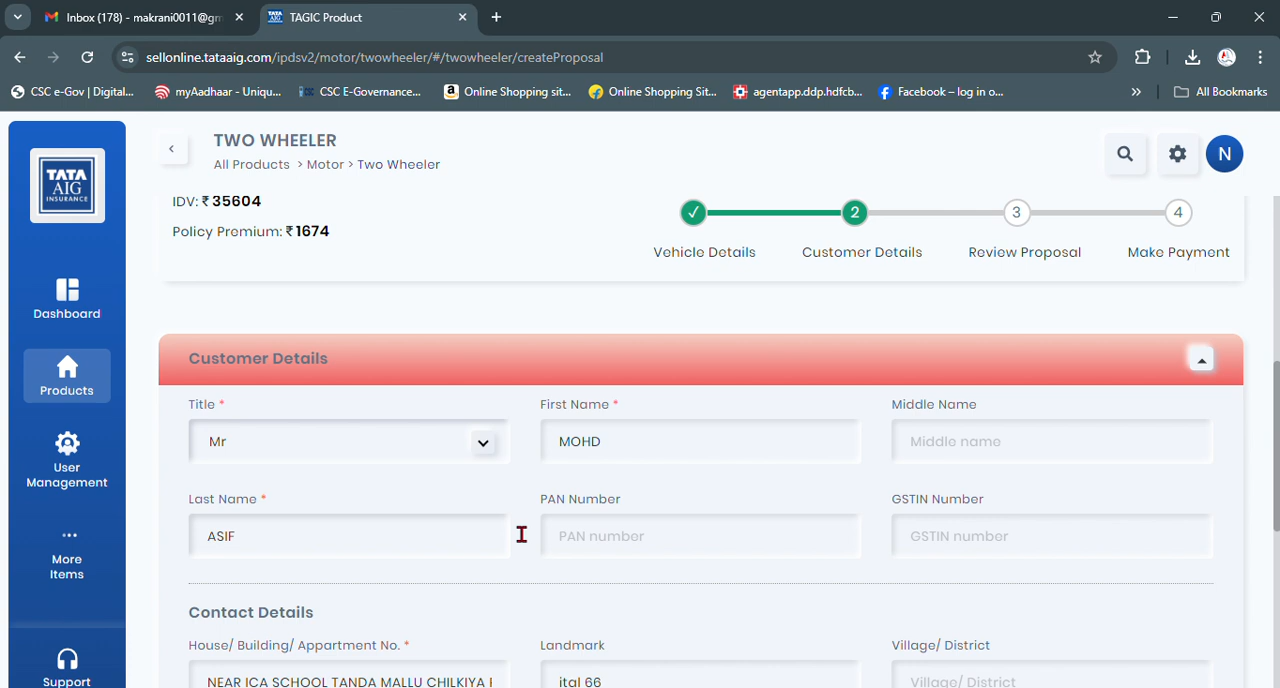 Inbox (178) - makrani0011@gm
TAGIC Product
sellonline.tataaig.com/ipdsv2/motor/twowheeler/#/twowheeler/createProposal
CSC e-Gov | Digital...
myAadhaar - Uniqu...
CSC E-Governance...
Online Shopping sit...
Online Shopping Sit...
agentapp.ddp.hdfcb...
Facebook – log in o...
All Bookmarks
TATA
AIG
INSURANCE
TWO WHEELER
All Products > Motor > Two Wheeler
N
IDV: ₹ 35604
Policy Premium: ₹ 1674
2
3
4
Vehicle Details
Customer Details
Review Proposal
Make Payment
Dashboard
Products
User
Management
More
Items
Support
Customer Details
Title *
First Name *
Middle Name
Mr
MOHD
Middle name
Last Name *
PAN Number
GSTIN Number
ASIF
PAN number
GSTIN number
Contact Details
House/ Building/ Appartment No. *
Landmark
Village/ District
NEAR ICA SCHOOL TANDA MALLU CHILKIYA
ital 66
Village/ District